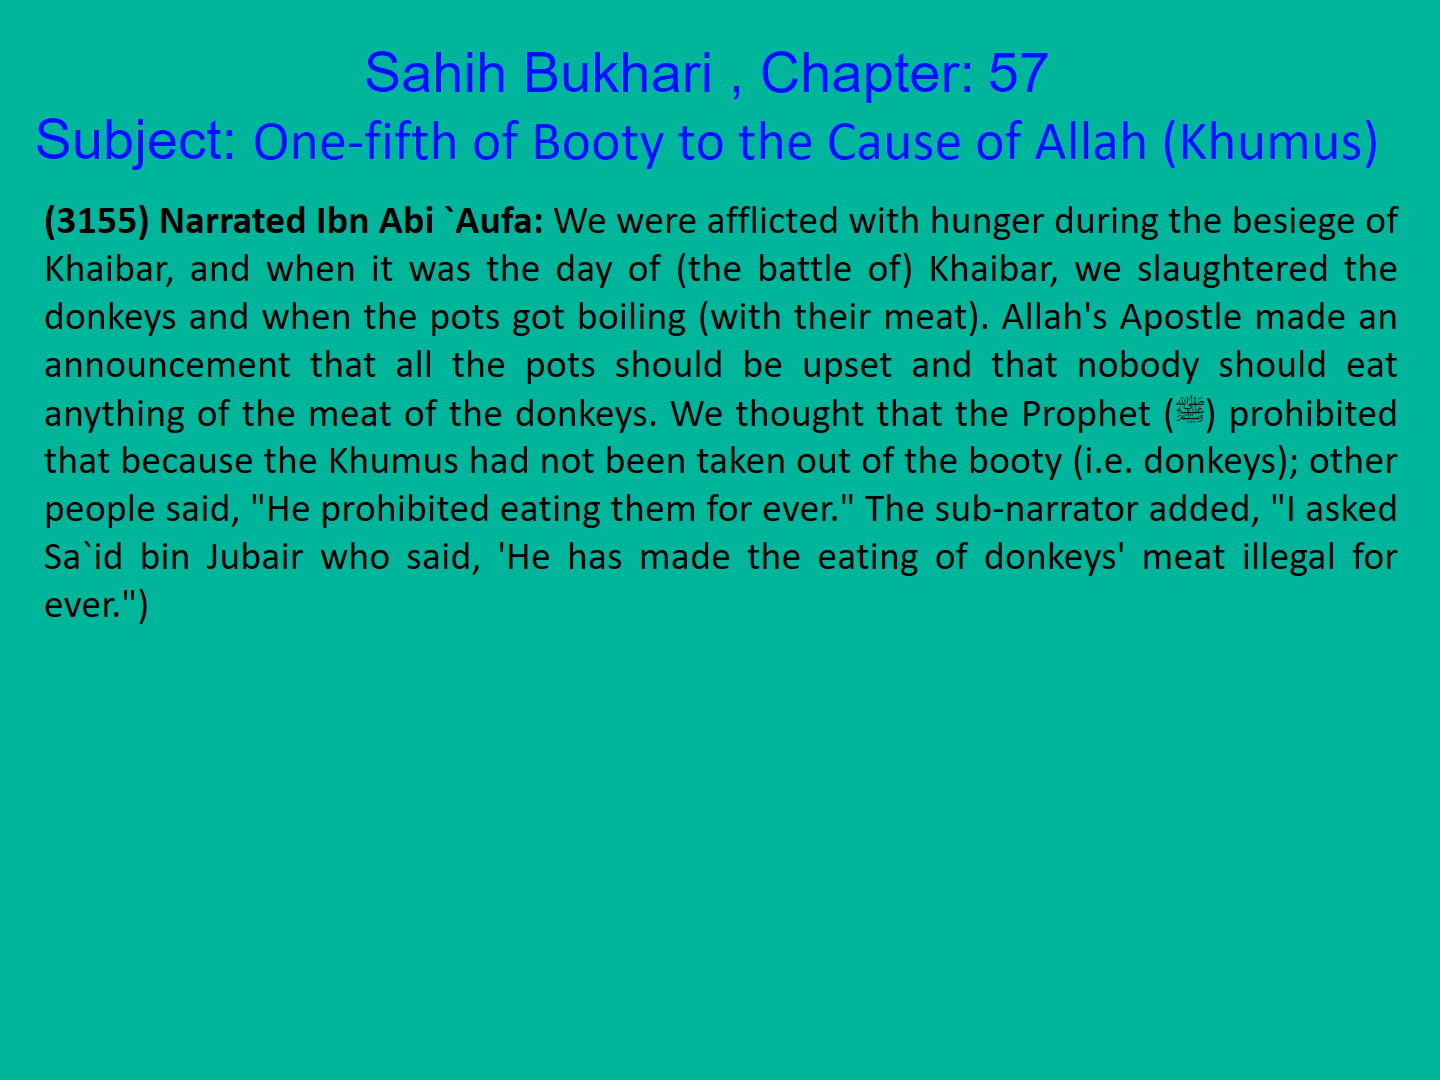 Sahih Bukhari , Chapter: 57
Subject: One-fifth of Booty to the Cause of Allah (Khumus)
(3155) Narrated Ibn Abi `Aufa: We were afflicted with hunger during the besiege of
Khaibar, and when it was the day of (the battle of) Khaibar, we slaughtered the
donkeys and when the pots got boiling (with their meat). Allah's Apostle made an
announcement that all the pots should be upset and that nobody should eat
anything of the meat of the donkeys. We thought that the Prophet (ﷺ) prohibited
that because the Khumus had not been taken out of the booty (i.e. donkeys); other
people said, "He prohibited eating them for ever." The sub-narrator added, "I asked
Sa`id bin Jubair who said, 'He has made the eating of donkeys' meat illegal for
ever.")